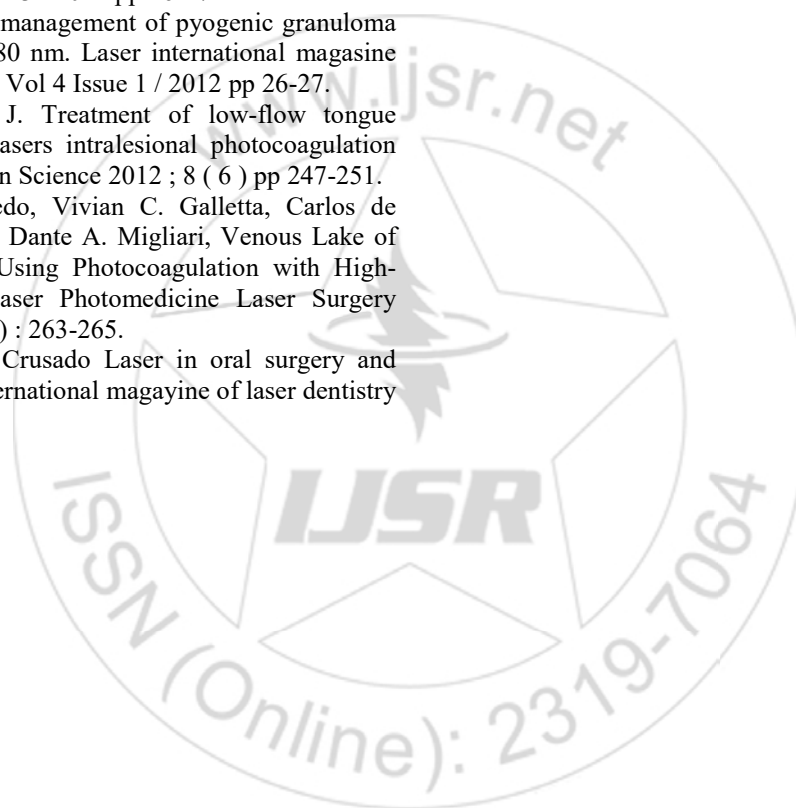 management of pyogenic granuloma
80 nm. Laser international magasine
Vol 4 Issue 1 / 2012 pp 26-27.
J. Treatment of low-flow tongue
asers intralesional photocoagulation
n Science 2012 ; 8 ( 6 ) pp 247-251.
edo, Vivian C. Galletta, Carlos de
Dante A. Migliari, Venous Lake of
Using Photocoagulation with High-
aser Photomedicine Laser Surgery
) : 263-265.
Crusado Laser in oral surgery and
ernational magayine of laser dentistry
www.ijsr.net
IJSR
ISSN (Online): 2319-7064